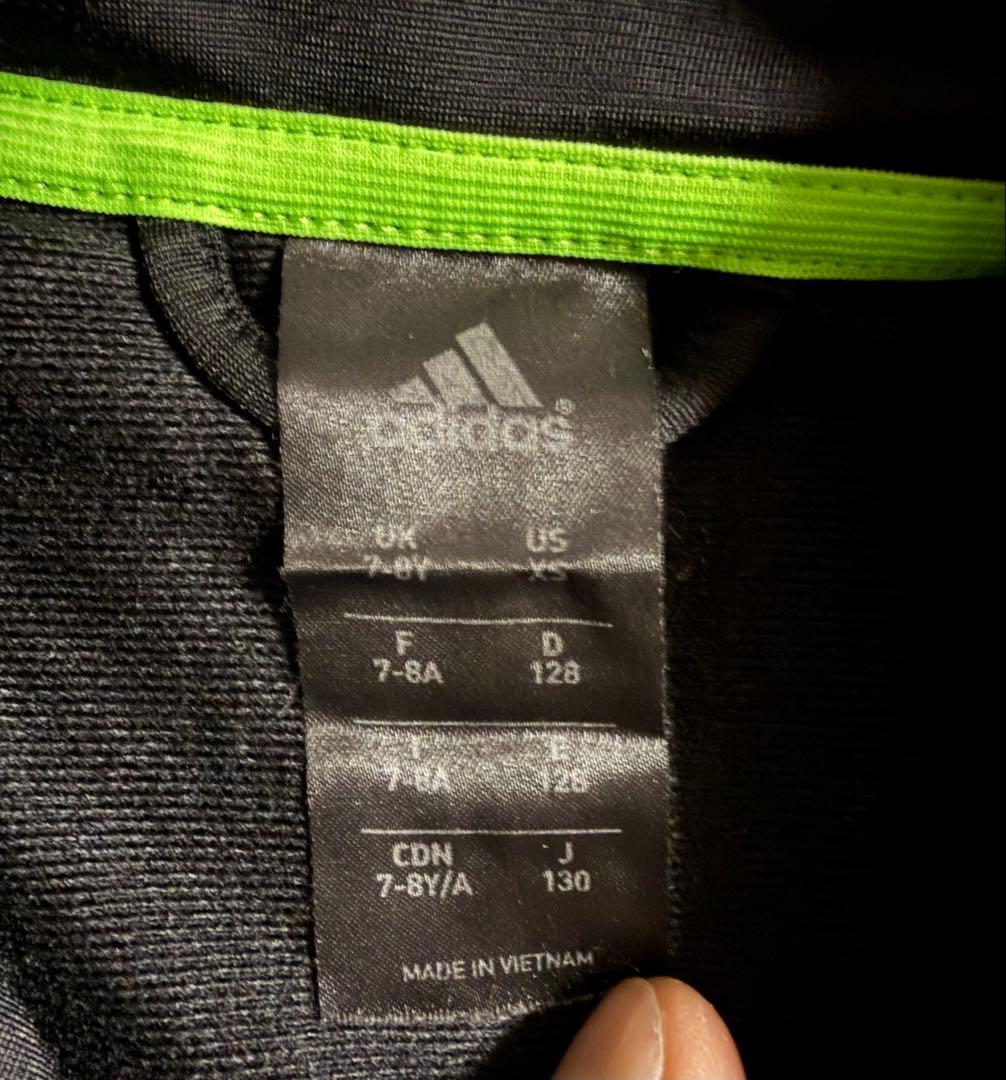 adidas®
UK US
7-8Y XS
F D
7-8A 128
I E
7-8A 128
CDN J
7-8Y/A 130
MADE IN VIETNAM